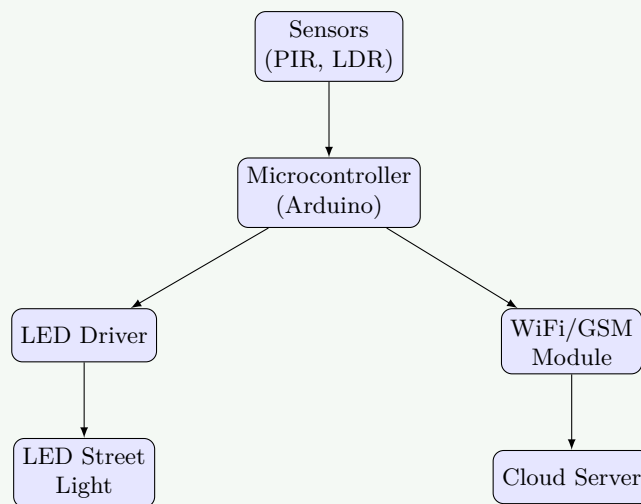 Sensors
(PIR, LDR)
Microcontroller
(Arduino)
LED Driver
WiFi/GSM
Module
LED Street
Light
Cloud Server